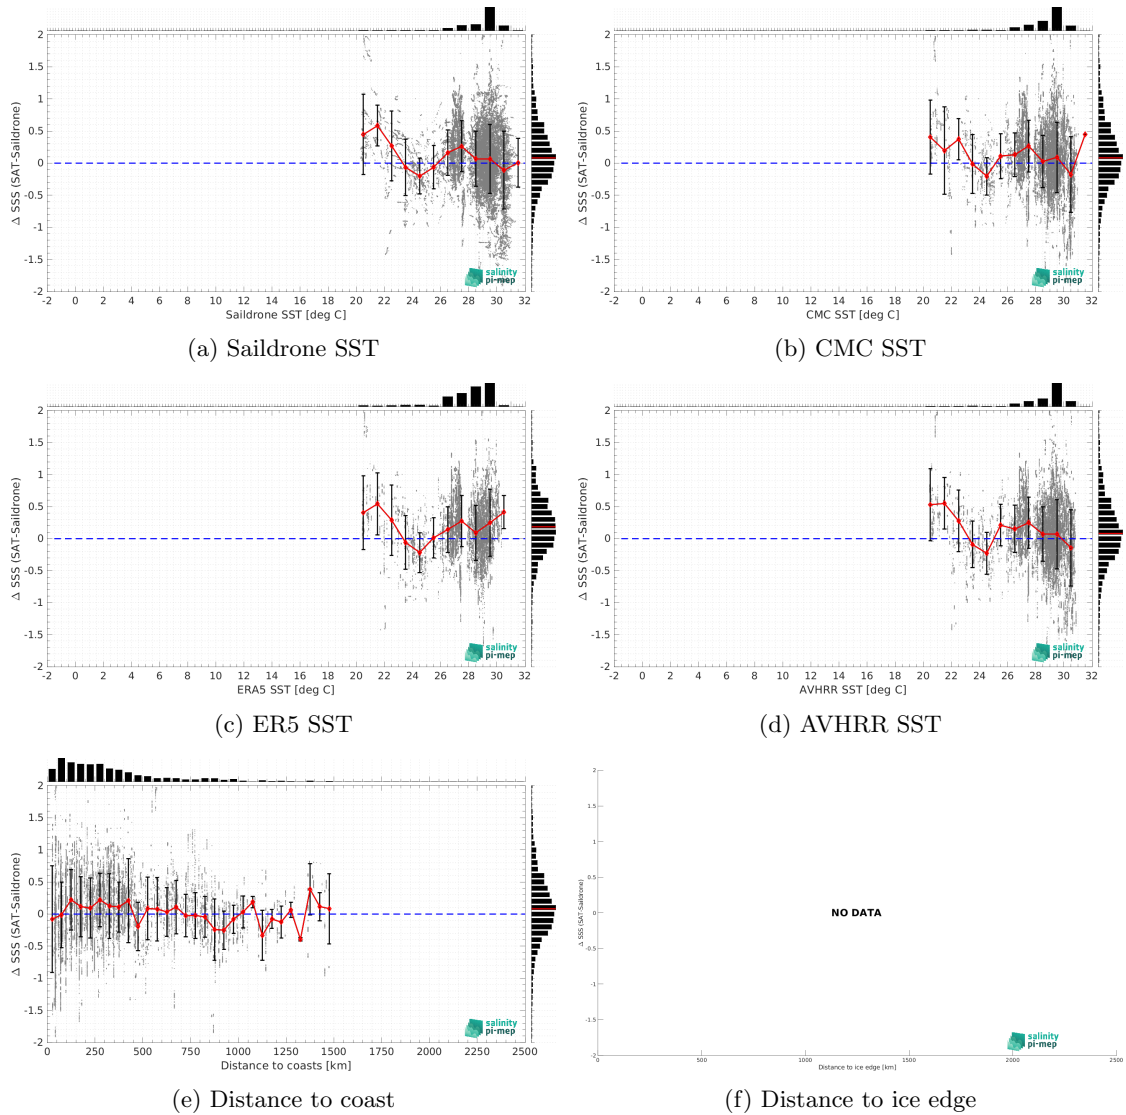 2
1.5
1
0.5
0
-0.5
-1
-1.5
-2
Δ SSS (SAT-Saildrone)
-2 0 2 4 6 8 10 12 14 16 18 20 22 24 26 28 30 32
Saildrone SST [deg C]
salinity
pi-mep
(a) Saildrone SST
2
1.5
1
0.5
0
-0.5
-1
-1.5
-2
Δ SSS (SAT-Saildrone)
-2 0 2 4 6 8 10 12 14 16 18 20 22 24 26 28 30 32
CMC SST [deg C]
salinity
pi-mep
(b) CMC SST
2
1.5
1
0.5
0
-0.5
-1
-1.5
-2
Δ SSS (SAT-Saildrone)
-2 0 2 4 6 8 10 12 14 16 18 20 22 24 26 28 30 32
ERA5 SST [deg C]
salinity
pi-mep
(c) ER5 SST
2
1.5
1
0.5
0
-0.5
-1
-1.5
-2
Δ SSS (SAT-Saildrone)
-2 0 2 4 6 8 10 12 14 16 18 20 22 24 26 28 30 32
AVHRR SST [deg C]
salinity
pi-mep
(d) AVHRR SST
2
1.5
1
0.5
0
-0.5
-1
-1.5
-2
Δ SSS (SAT-Saildrone)
0 250 500 750 1000 1250 1500 1750 2000 2250 2500
Distance to coasts [km]
salinity
pi-mep
(e) Distance to coast
2
1.5
1
0.5
0
-0.5
-1
-1.5
-2
Δ SSS (SAT-Saildrone)
NO DATA
0 500 1000 1500 2000 2500
Distance to ice edge [km]
salinity
pi-mep
(f) Distance to ice edge